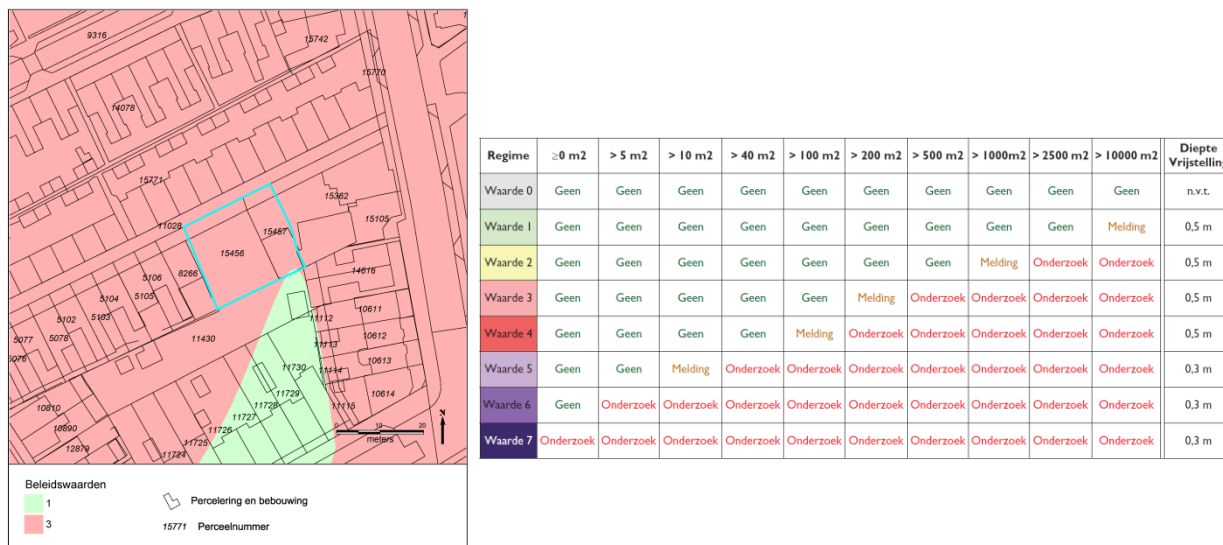 9316
15742
15770
14078
15771
15362
15105
11028
15457
15456
8266
14616
5106
5105
5104
5103
5102
5078
5077
5076
10611
11112
10612
11430
11113
10613
11114
11730
10614
11729
11115
11728
11727
11726
11725
11724
10810
10890
12879
0 10 20
meters
N
Beleidswaarden
1
3
Percelering en bebouwing
15771 Perceelnummer
Regime ≥0 m2 > 5 m2 > 10 m2 > 40 m2 > 100 m2 > 200 m2 > 500 m2 > 1000m2 > 2500 m2 > 10000 m2 Diepte
Vrijstelling
Waarde 0 Geen Geen Geen Geen Geen Geen Geen Geen Geen Geen n.v.t.
Waarde 1 Geen Geen Geen Geen Geen Geen Geen Geen Geen Melding 0,5 m
Waarde 2 Geen Geen Geen Geen Geen Geen Geen Melding Onderzoek Onderzoek 0,5 m
Waarde 3 Geen Geen Geen Geen Geen Melding Onderzoek Onderzoek Onderzoek Onderzoek 0,5 m
Waarde 4 Geen Geen Geen Geen Melding Onderzoek Onderzoek Onderzoek Onderzoek Onderzoek 0,5 m
Waarde 5 Geen Geen Melding Onderzoek Onderzoek Onderzoek Onderzoek Onderzoek Onderzoek Onderzoek 0,3 m
Waarde 6 Geen Onderzoek Onderzoek Onderzoek Onderzoek Onderzoek Onderzoek Onderzoek Onderzoek Onderzoek 0,3 m
Waarde 7 Onderzoek Onderzoek Onderzoek Onderzoek Onderzoek Onderzoek Onderzoek Onderzoek Onderzoek Onderzoek 0,3 m